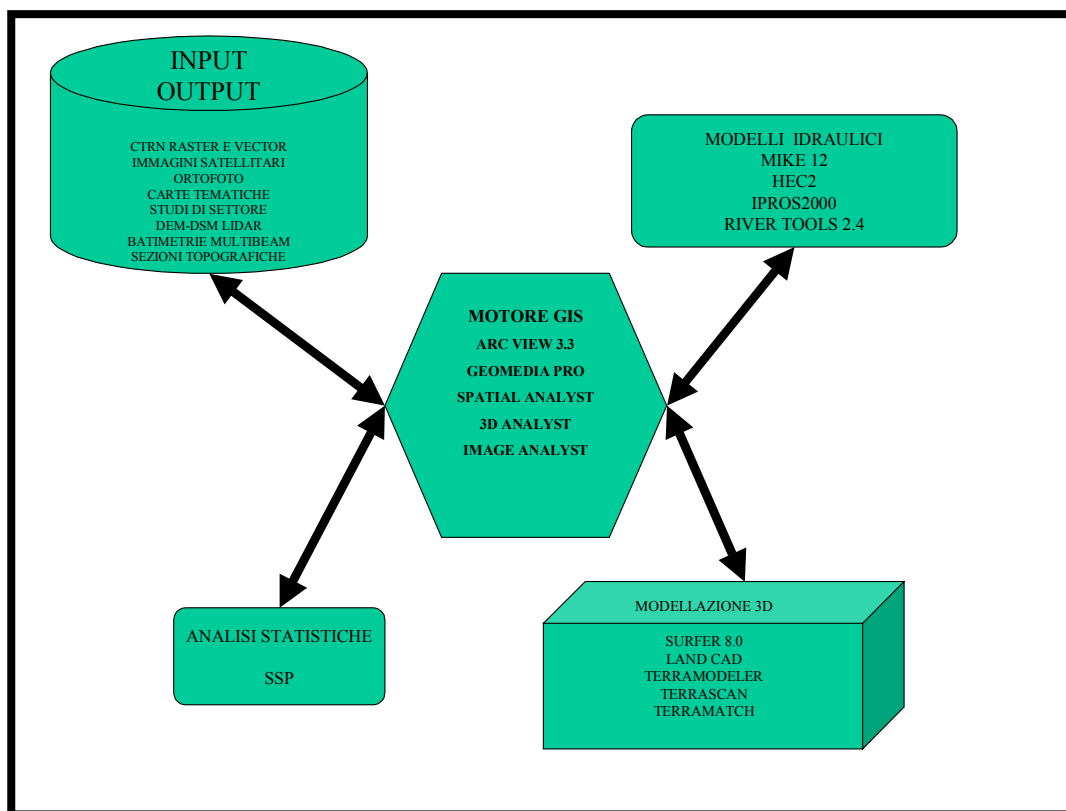 INPUT
OUTPUT
CTRN RASTER E VECTOR
IMMAGINI SATELLITARI
ORTOFOTO
CARTE TEMATICHE
STUDI DI SETTORE
DEM-DSM LIDAR
BATIMETRIE MULTIBEAM
SEZIONI TOPOGRAFICHE
MODELLI IDRAULICI
MIKE 12
HEC2
IPROS2000
RIVER TOOLS 2.4
MOTORE GIS
ARC VIEW 3.3
GEOMEDIA PRO
SPATIAL ANALYST
3D ANALYST
IMAGE ANALYST
ANALISI STATISTICHE
SSP
MODELLAZIONE 3D
SURFER 8.0
LAND CAD
TERRAMODELER
TERRASCAN
TERRAMATCH